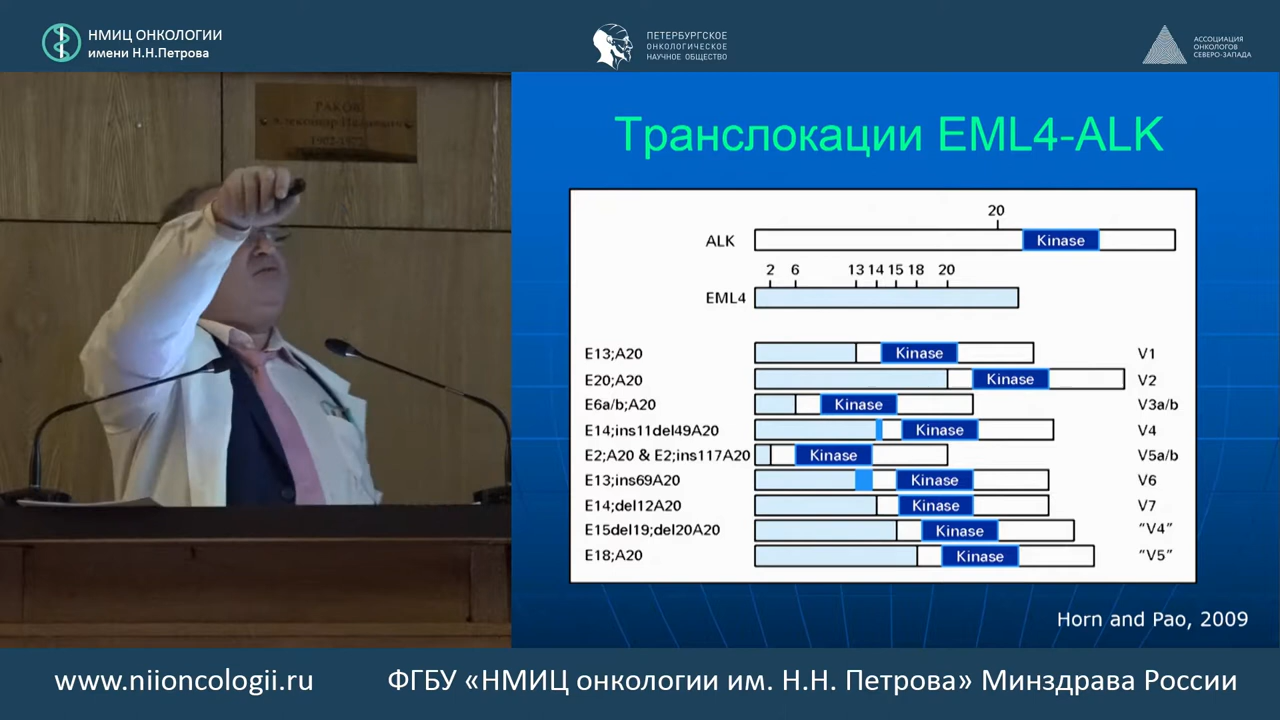 НМИЦ ОНКОЛОГИИ
имени Н.Н.Петрова
ПЕТЕРБУРГСКОЕ
ОНКОЛОГИЧЕСКОЕ
НАУЧНОЕ ОБЩЕСТВО
АССОЦИАЦИЯ
ОНКОЛОГОВ
СЕВЕРО-ЗАПАДА
Транслокации EML4-ALK
20
ALK Kinase
2 6 13 14 15 18 20
EML4
E13;A20 Kinase V1
E20;A20 Kinase V2
E6a/b;A20 Kinase V3a/b
E14;ins11del49A20 Kinase V4
E2;A20 & E2;ins117A20 Kinase V5a/b
E13;ins69A20 Kinase V6
E14;del12A20 Kinase V7
E15del19;del20A20 Kinase “V4”
E18;A20 Kinase “V5”
Horn and Pao, 2009
www.niioncologii.ru
ФГБУ «НМИЦ онкологии им. Н.Н. Петрова» Минздрава России